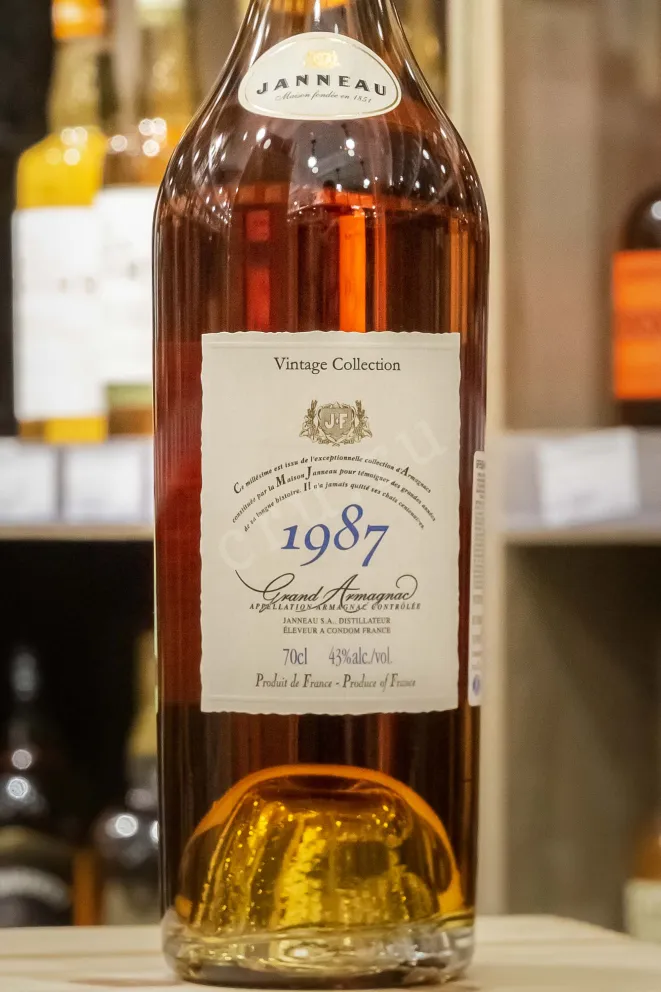 JANNEAU
Maison fondée en 1851
Vintage Collection
J·F
Ce millésime est issu de l'exceptionnelle collection d'Armagnacs
constituée par la Maison Janneau pour témoigner des grandes années
de sa longue histoire. Il n'a jamais quitté ses chais centenaires.
1987
Grand Armagnac
APPELLATION ARMAGNAC CONTRÔLÉE
JANNEAU S.A., DISTILLATEUR
ÉLEVEUR A CONDOM FRANCE
70cl 43%alc./vol.
Produit de France - Produce of France